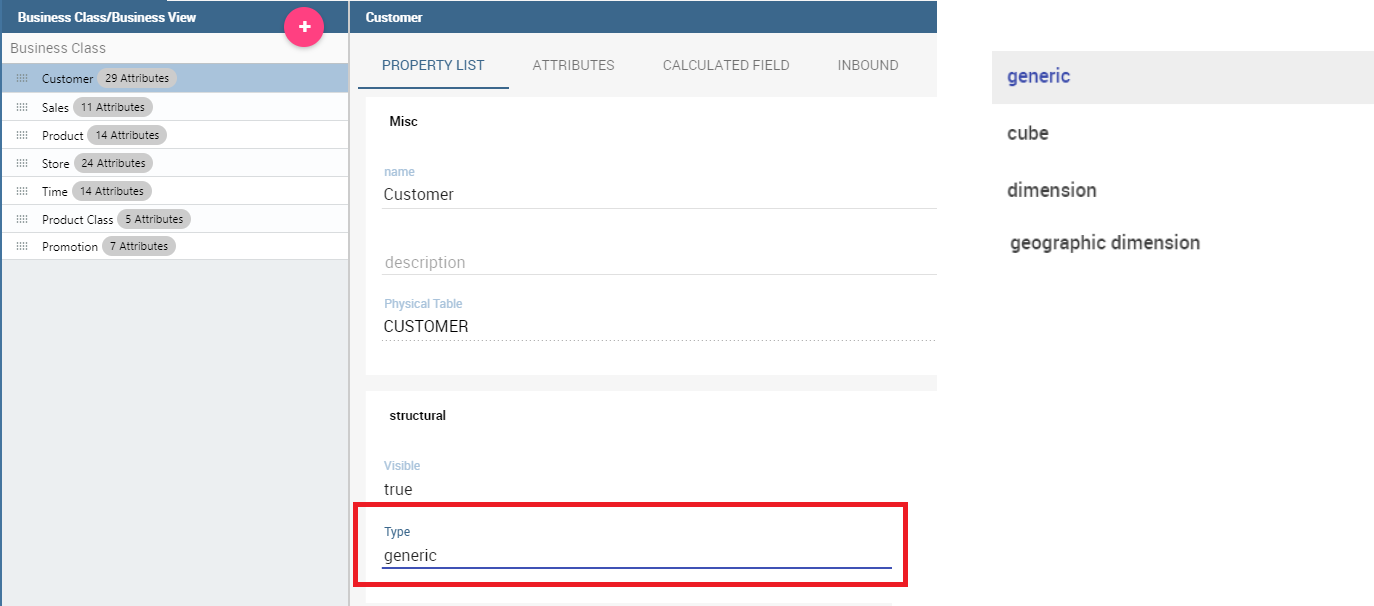 Business Class/Business View
+
Business Class
Customer 29 Attributes
Sales 11 Attributes
Product 14 Attributes
Store 24 Attributes
Time 14 Attributes
Product Class 5 Attributes
Promotion 7 Attributes
Customer
PROPERTY LIST ATTRIBUTES CALCULATED FIELD INBOUND
Misc
name
Customer
description
Physical Table
CUSTOMER
structural
Visible
true
Type
generic
generic
cube
dimension
geographic dimension